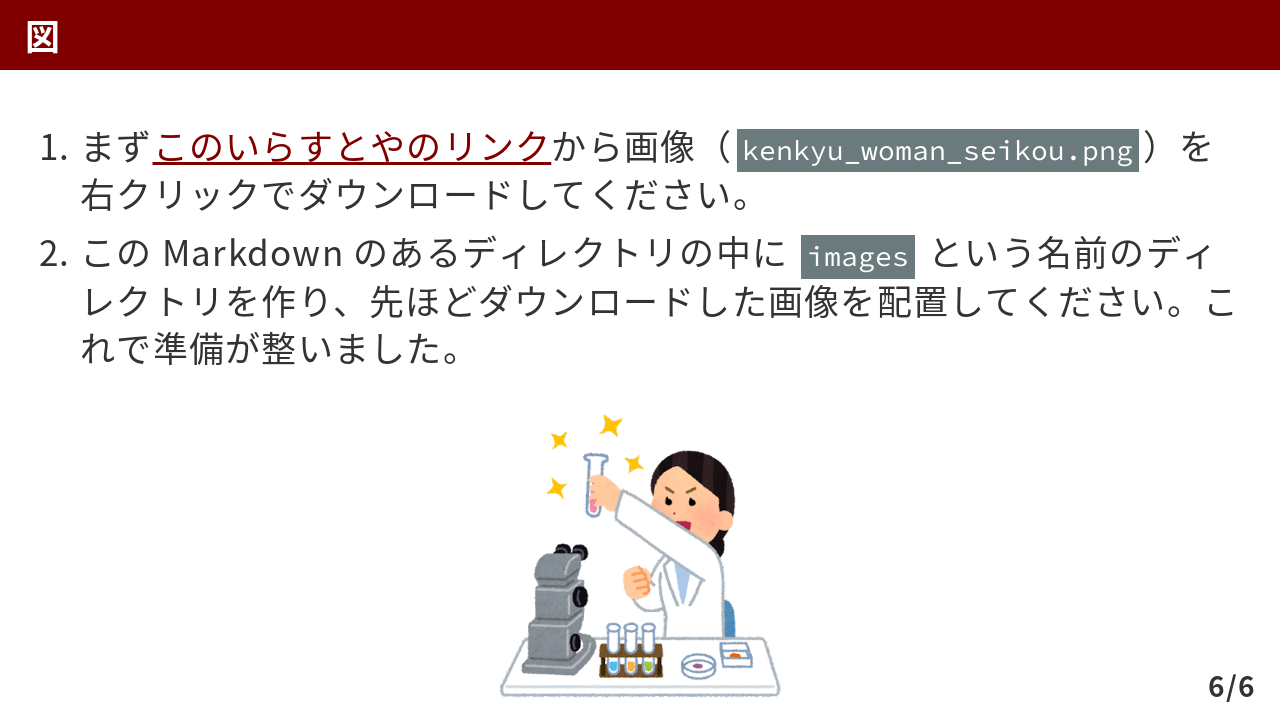 図
1. まずこのいらすとやのリンクから画像（kenkyu_woman_seikou.png）を
右クリックでダウンロードしてください。
2. この Markdown のあるディレクトリの中に images という名前のディ
レクトリを作り、先ほどダウンロードした画像を配置してください。こ
れで準備が整いました。
6/6